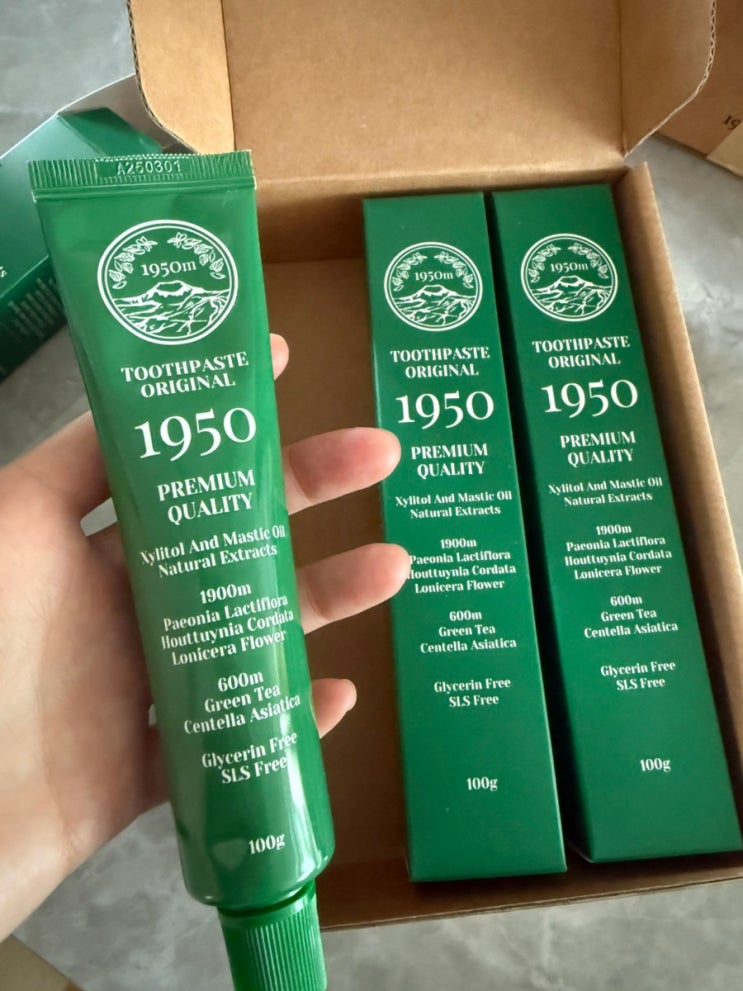 A250301
1950m
TOOTHPASTE
ORIGINAL
1950
PREMIUM
QUALITY
Xylitol And Mastic Oil
Natural Extracts
1900m
Paeonia Lactiflora
Houttuynia Cordata
Lonicera Flower
600m
Green Tea
Centella Asiatica
Glycerin Free
SLS Free
100g
1950m
TOOTHPASTE
ORIGINAL
1950
PREMIUM
QUALITY
Xylitol And Mastic Oil
Natural Extracts
1900m
Paeonia Lactiflora
Houttuynia Cordata
Lonicera Flower
600m
Green Tea
Centella Asiatica
Glycerin Free
SLS Free
100g
1950m
TOOTHPASTE
ORIGINAL
1950
PREMIUM
QUALITY
Xylitol And Mastic Oil
Natural Extracts
1900m
Paeonia Lactiflora
Houttuynia Cordata
Lonicera Flower
600m
Green Tea
Centella Asiatica
Glycerin Free
SLS Free
100g